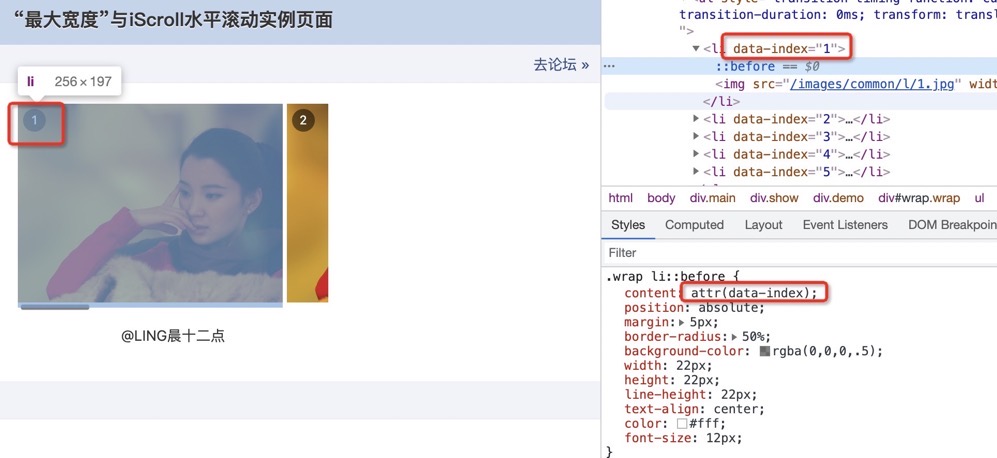 “最大宽度”与iScroll水平滚动实例页面
去论坛 »
li 256 × 197
1
2
@LING晨十二点
transition-duration: 0ms; transform: transl
">
▼<li data-index="1">
··· ::before == $0
<img src="/images/common/l/1.jpg" widt
</li>
▶<li data-index="2">…</li>
▶<li data-index="3">…</li>
▶<li data-index="4">…</li>
▶<li data-index="5">…</li>
html body div.main div.show div.demo div#wrap.wrap ul
Styles Computed Layout Event Listeners DOM Breakpoin
Filter
.wrap li::before {
content: attr(data-index);
position: absolute;
margin:▶ 5px;
border-radius:▶ 50%;
background-color: rgba(0,0,0,.5);
width: 22px;
height: 22px;
line-height: 22px;
text-align: center;
color: #fff;
font-size: 12px;
}